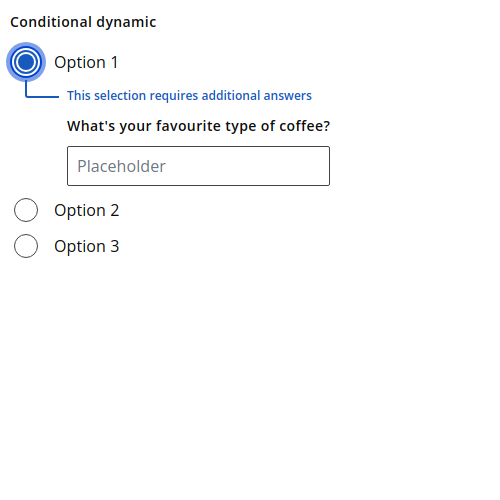 Conditional dynamic
Option 1
This selection requires additional answers
What's your favourite type of coffee?
Placeholder
Option 2
Option 3